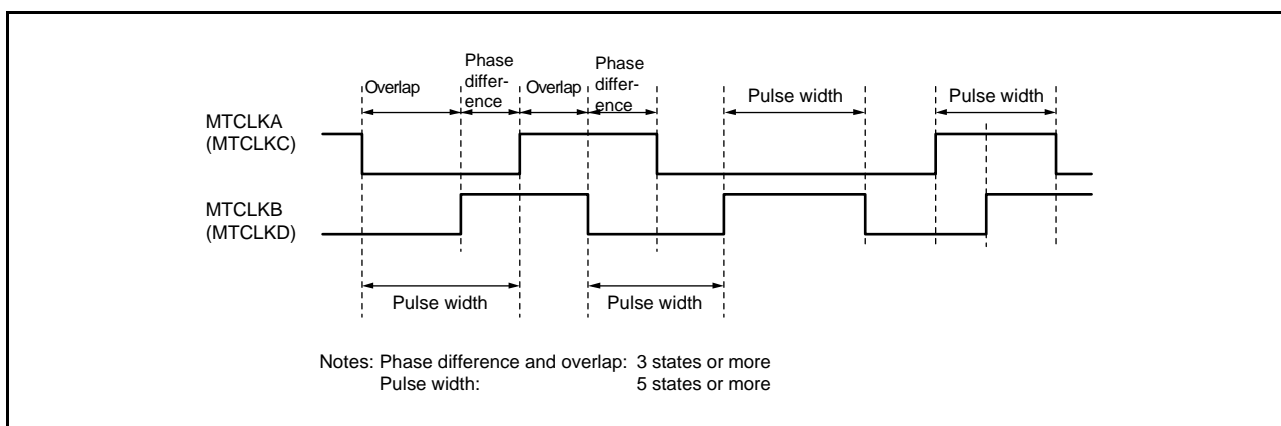 Overlap
Phase
differ-
ence
Overlap
Phase
differ-
ence
Pulse width
Pulse width
MTCLKA
(MTCLKC)
MTCLKB
(MTCLKD)
Pulse width
Pulse width
Notes: Phase difference and overlap: 3 states or more
Pulse width: 5 states or more